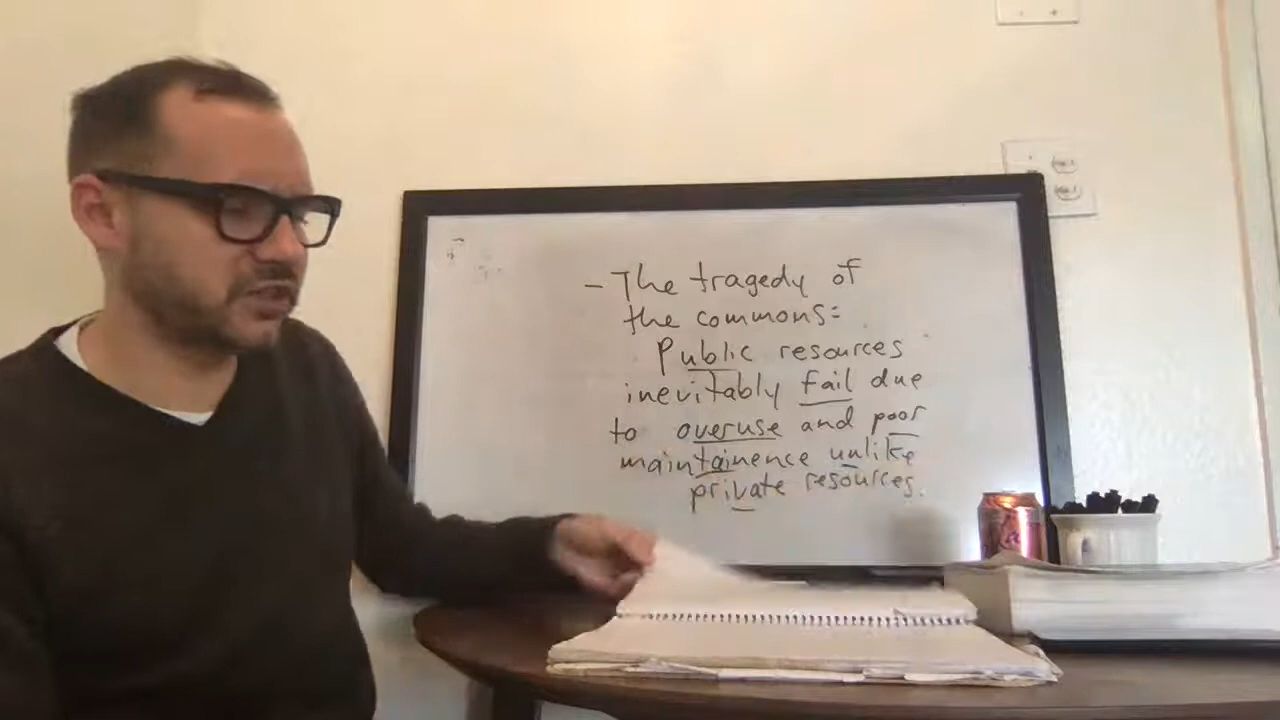 - The tragedy of
the commons:
Public resources
inevitably fail due
to overuse and poor
maintainence unlike
private resources.